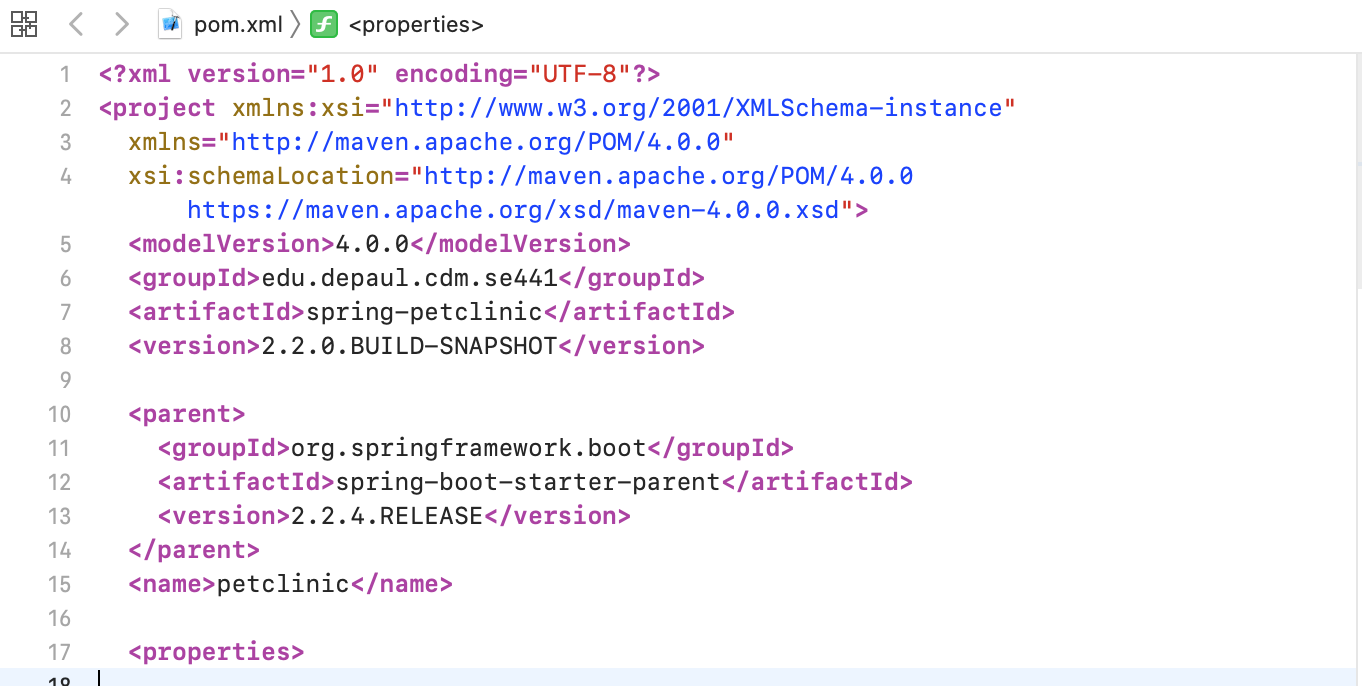 pom.xml <properties>
1 <?xml version="1.0" encoding="UTF-8"?>
2 <project xmlns:xsi="http://www.w3.org/2001/XMLSchema-instance"
3 xmlns="http://maven.apache.org/POM/4.0.0"
4 xsi:schemaLocation="http://maven.apache.org/POM/4.0.0
https://maven.apache.org/xsd/maven-4.0.0.xsd">
5 <modelVersion>4.0.0</modelVersion>
6 <groupId>edu.depaul.cdm.se441</groupId>
7 <artifactId>spring-petclinic</artifactId>
8 <version>2.2.0.BUILD-SNAPSHOT</version>
9
10 <parent>
11 <groupId>org.springframework.boot</groupId>
12 <artifactId>spring-boot-starter-parent</artifactId>
13 <version>2.2.4.RELEASE</version>
14 </parent>
15 <name>petclinic</name>
16
17 <properties>
18